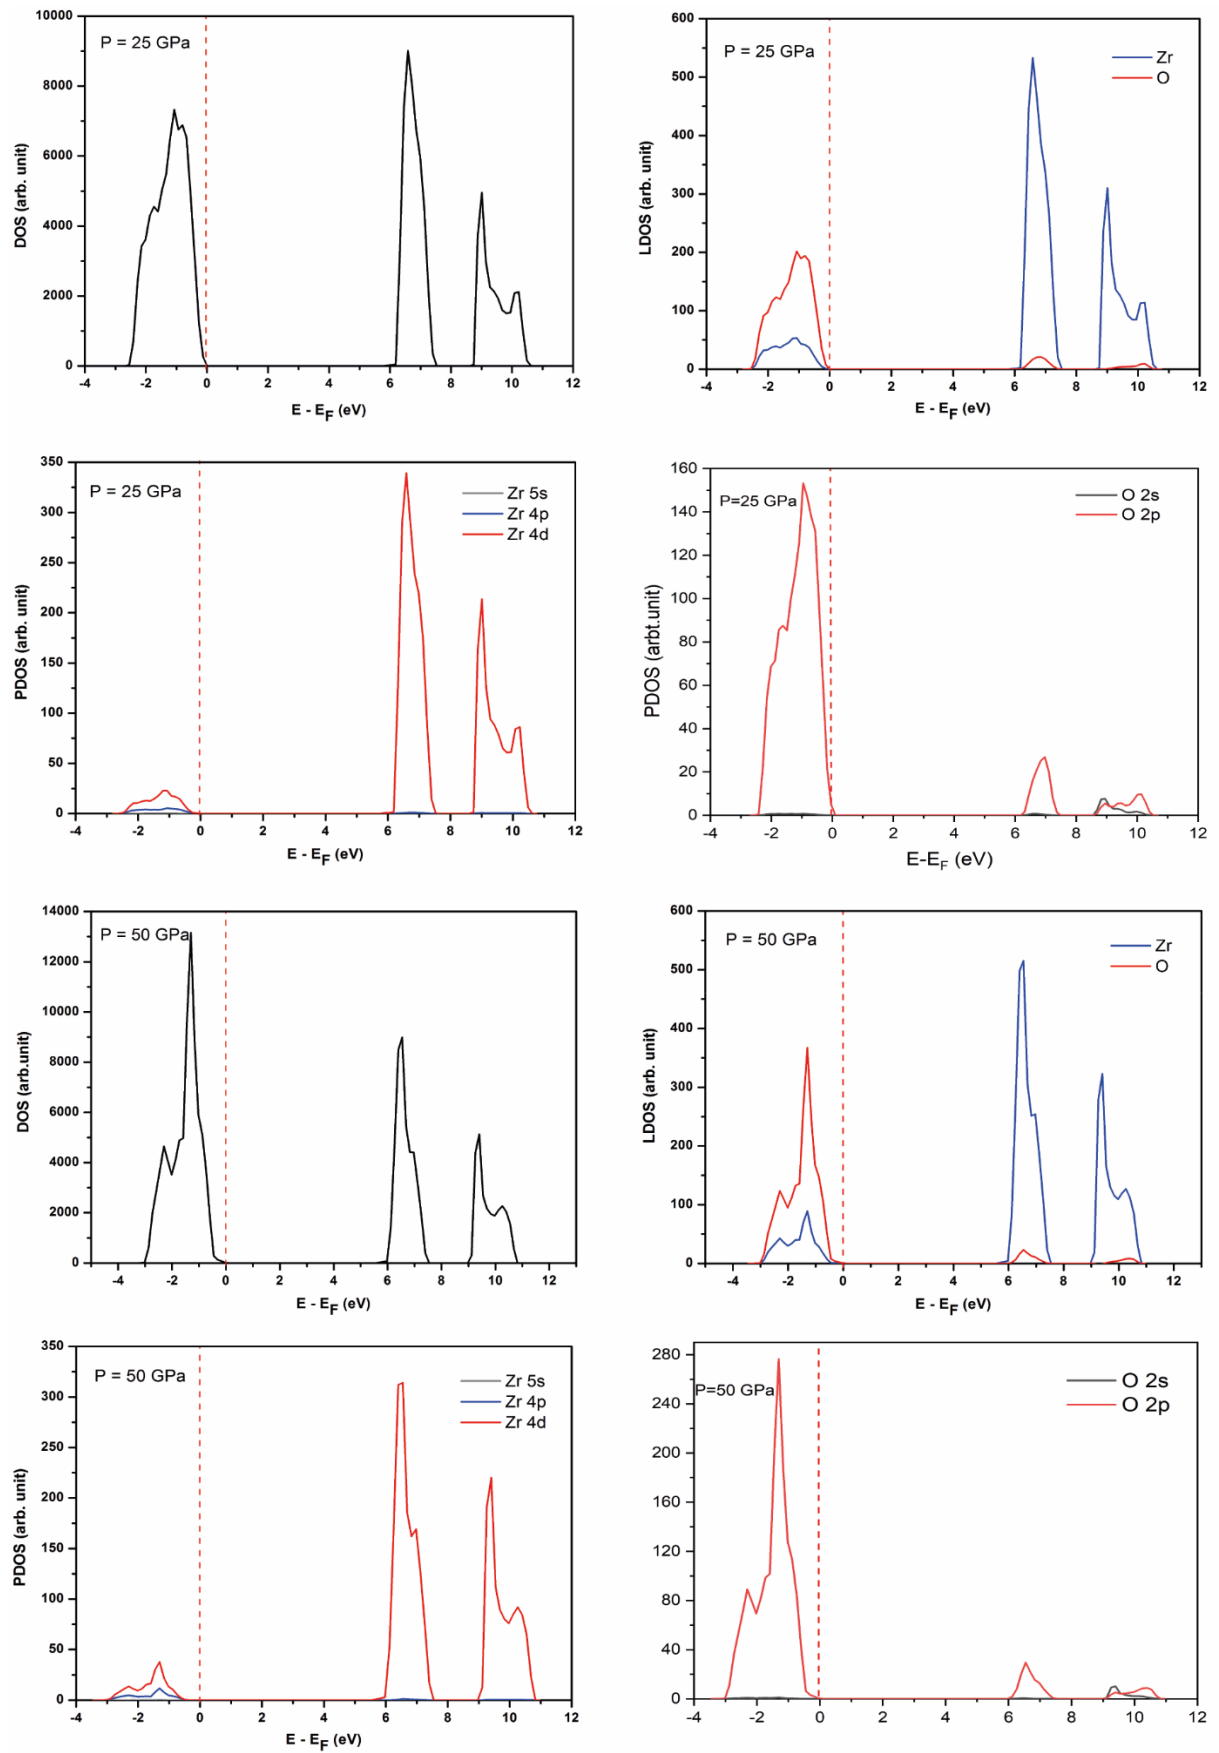 10000
8000
6000
4000
2000
0
DOS (arb. unit)
P = 25 GPa
-4 -2 0 2 4 6 8 10 12
E - EF (eV)
600
500
400
300
200
100
0
LDOS (arb. unit)
P = 25 GPa
Zr
O
-4 -2 0 2 4 6 8 10 12
E - EF (eV)
350
300
250
200
150
100
50
0
PDOS (arb. unit)
P = 25 GPa
Zr 5s
Zr 4p
Zr 4d
-4 -2 0 2 4 6 8 10 12
E - EF (eV)
160
140
120
100
80
60
40
20
0
PDOS (arbt.unit)
P=25 GPa
O 2s
O 2p
-4 -2 0 2 4 6 8 10 12
E-EF (eV)
14000
12000
10000
8000
6000
4000
2000
0
DOS (arb.unit)
P = 50 GPa
-4 -2 0 2 4 6 8 10 12
E - EF (eV)
600
500
400
300
200
100
0
LDOS (arb. unit)
P = 50 GPa
Zr
O
-4 -2 0 2 4 6 8 10 12
E - EF (eV)
350
300
250
200
150
100
50
0
PDOS (arb. unit)
P = 50 GPa
Zr 5s
Zr 4p
Zr 4d
-4 -2 0 2 4 6 8 10 12
E - EF (eV)
280
240
200
160
120
80
40
0
P=50 GPa
O 2s
O 2p
-4 -2 0 2 4 6 8 10 12